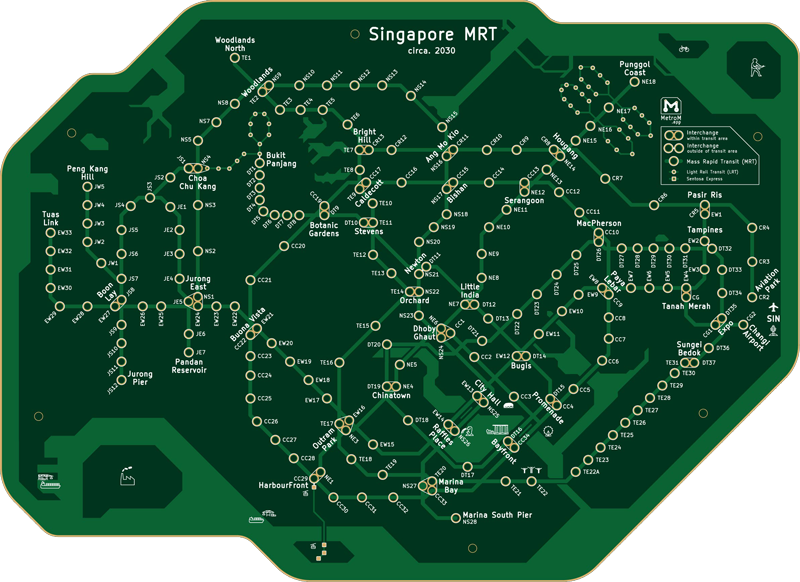 Singapore MRT
circa. 2030
Woodlands
North
TE1
Woodlands
TE2
NS9
NS10
NS11
NS12
NS13
NS14
NS15
NS8
NS7
NS5
TE3
TE4
TE5
TE6
Punggol
Coast
NE18
NE17
NE16
NE15
MetroM
.app
Interchange
within transit area
Interchange
outside of transit area
Mass Rapid Transit (MRT)
Light Rail Transit (LRT)
Sentosa Express
Bright
Hill
TE7
CR13
CR12
Ang Mo Kio
CR11
NS16
CR10
CR9
Hougang
CR8
NE14
CR7
CR6
Pasir Ris
CR5
EW1
CR4
CR3
CR2
Aviation
Park
Peng Kang
Hill
JW5
JW4
JW3
JW2
JW1
JS1
NS4
Choa
Chu Kang
JS2
JS3
JS4
JS5
JS6
JS7
JE1
JE2
JE3
JE4
NS3
NS2
Bukit
Panjang
DT1
DT2
DT3
DT4
DT5
DT6
DT7
DT8
DT9
CC19
Botanic
Gardens
TE8
TE9
CC17
Caldecott
CC16
NS17
CC15
Bishan
CC14
CC13
NE12
Serangoon
CC12
CC11
MacPherson
CC10
DT26
Tuas
Link
EW33
EW32
EW31
EW30
EW29
EW28
EW27
Boon
Lay
JS8
EW26
EW25
Jurong
East
JE5
NS1
EW24
EW23
EW22
JS9
JS10
JS11
JS12
Jurong
Pier
JE6
JE7
Pandan
Reservoir
TE10
DT10
TE11
Stevens
TE12
TE13
NS18
NS19
NS20
Newton
DT11
NS21
TE14
NS22
Orchard
NS23
NE11
NE10
NE9
NE8
Little
India
NE7
DT12
DT13
CC20
CC21
Buona Vista
CC22
EW21
EW20
EW19
EW18
EW17
CC23
CC24
CC25
CC26
CC27
CC28
Tampines
EW2
DT32
DT33
DT34
DT27
DT28
DT29
DT30
DT31
EW3
EW4
EW5
EW6
EW7
Paya
Lebar
EW8
CC9
EW9
EW10
EW11
CC8
CC7
CC6
CG
Tanah Merah
DT35
CG1
Expo
CG2
Changi
Airport
SIN
DT36
DT37
Sungei
Bedok
TE31
TE30
TE29
TE28
TE27
TE26
TE25
TE24
TE23
TE22A
TE22
TE21
DT25
DT24
DT23
DT22
DT21
NE6
CC1
Dhoby
Ghaut
NS24
CC2
EW12
DT14
Bugis
TE15
TE16
DT20
DT19
NE4
NE5
Chinatown
City Hall
EW13
NS25
CC3
CC5
DT15
CC4
Promenade
EW16
TE17
NE3
Outram
Park
EW15
DT18
EW14
NS26
Raffles
Place
DT16
CC34
Bayfront
DT17
TE18
TE19
TE20
NS27
CC33
Marina
Bay
CC29
NE1
HarbourFront
CC30
CC31
CC32
Marina South Pier
NS28